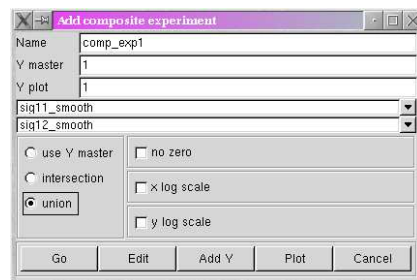 Add composite experiment
Name comp_exp1
Y master 1
Y plot 1
sig11_smooth
sig12_smooth
use Y master
no zero
intersection
x log scale
union
y log scale
Go Edit Add Y Plot Cancel